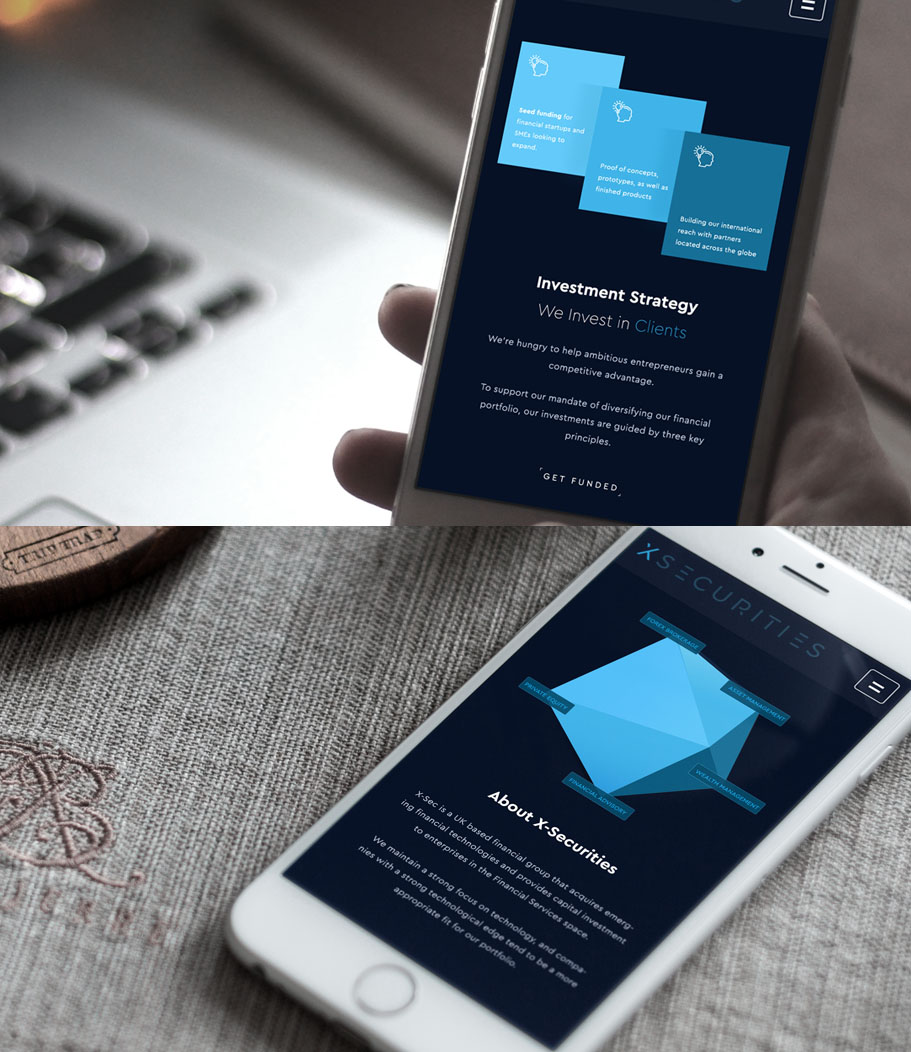 Seed funding for
financial startups and
SMEs looking to
expand.
Proof of concepts,
prototypes, as well as
finished products
Building our international
reach with partners
located across the globe
Investment Strategy
We Invest in Clients
We're hungry to help ambitious entrepreneurs gain a
competitive advantage.
To support our mandate of diversifying our financial
portfolio, our investments are guided by three key
principles.
GET FUNDED
XSECURITIES
FOREX BROKERAGE
ASSET MANAGEMENT
PRIVATE EQUITY
WEALTH MANAGEMENT
FINANCIAL ADVISORY
About X-Securities
X-Sec is a UK based financial group that acquires emerg-
ing financial technologies and provides capital investment
to enterprises in the Financial Services space.
We maintain a strong focus on technology, and compa-
nies with a strong technological edge tend to be a more
appropriate fit for our portfolio.